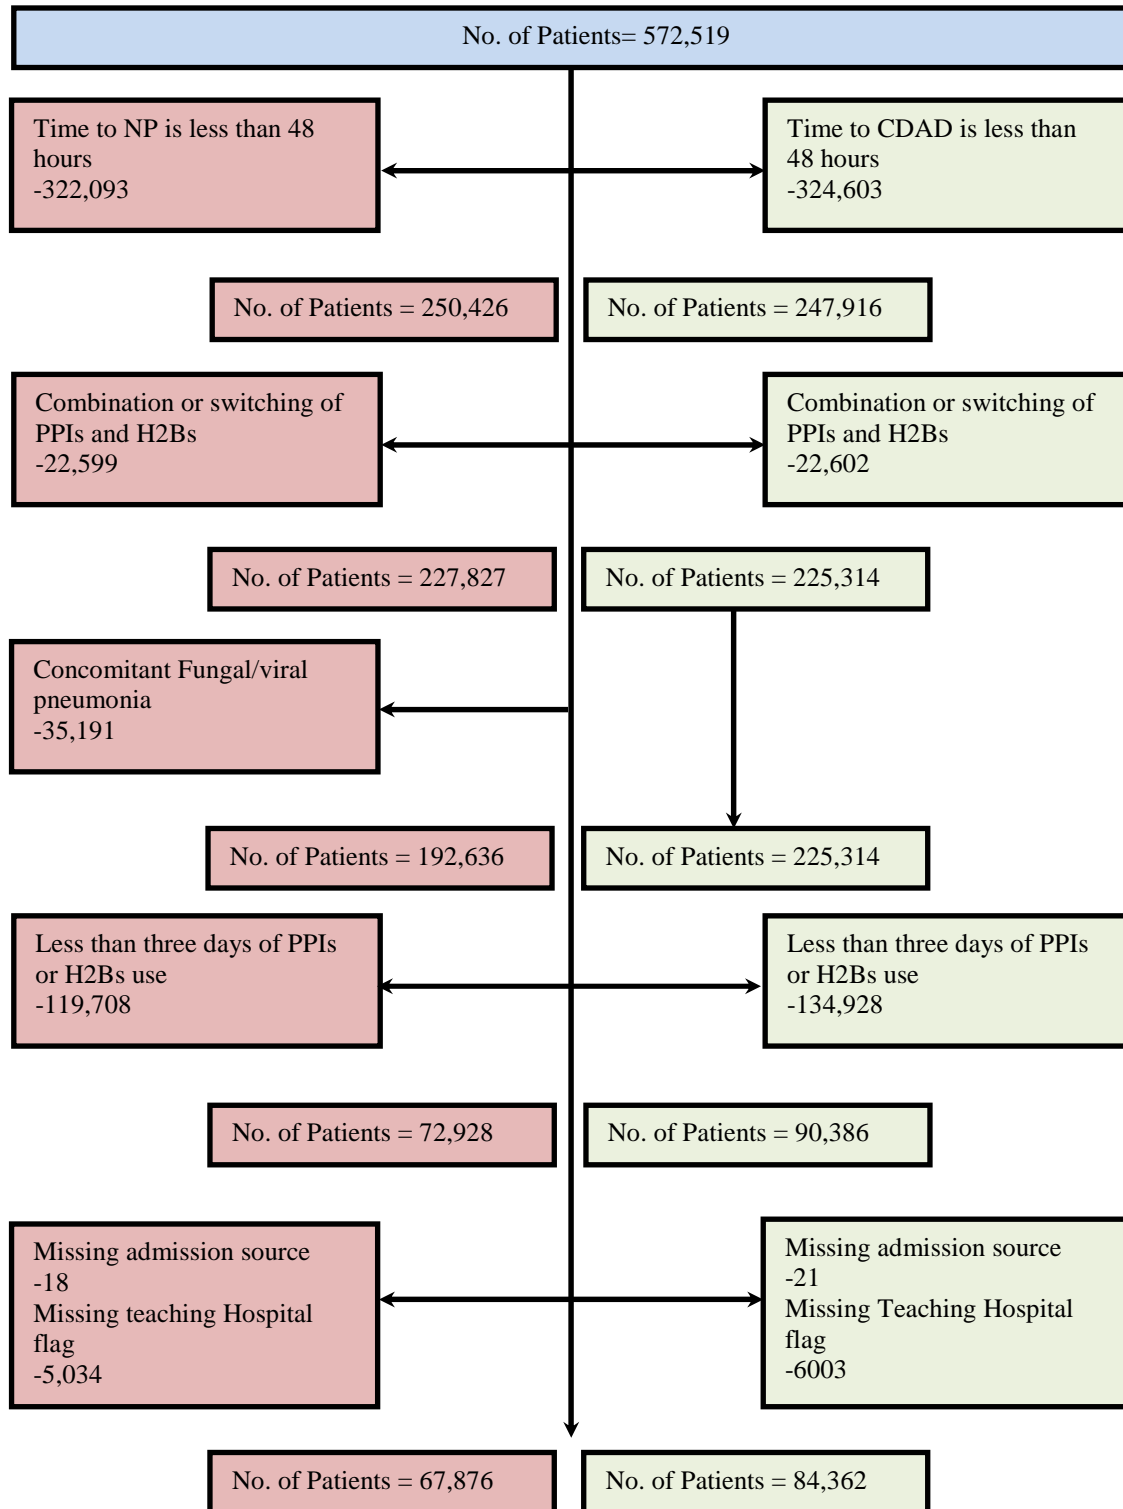 No. of Patients= 572,519
Time to NP is less than 48
hours
-322,093
Time to CDAD is less than
48 hours
-324,603
No. of Patients = 250,426
No. of Patients = 247,916
Combination or switching of
PPIs and H2Bs
-22,599
Combination or switching of
PPIs and H2Bs
-22,602
No. of Patients = 227,827
No. of Patients = 225,314
Concomitant Fungal/viral
pneumonia
-35,191
No. of Patients = 192,636
No. of Patients = 225,314
Less than three days of PPIs
or H2Bs use
-119,708
Less than three days of PPIs
or H2Bs use
-134,928
No. of Patients = 72,928
No. of Patients = 90,386
Missing admission source
-18
Missing teaching Hospital
flag
-5,034
Missing admission source
-21
Missing Teaching Hospital
flag
-6003
No. of Patients = 67,876
No. of Patients = 84,362